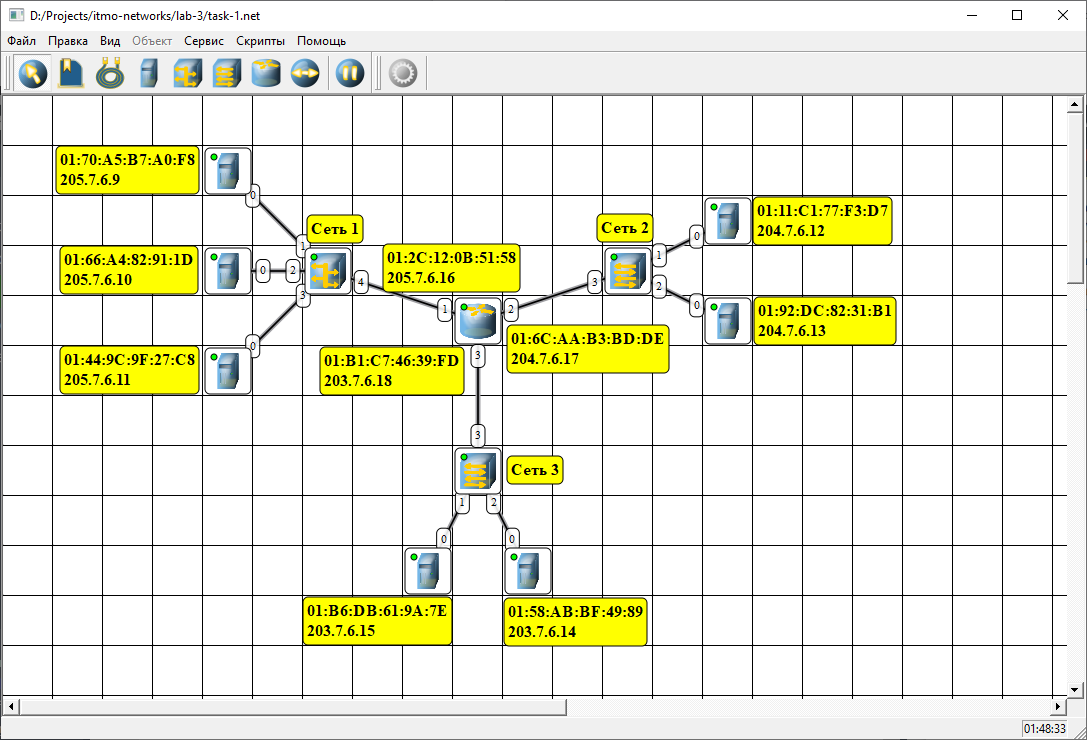 D:/Projects/itmo-networks/lab-3/task-1.net
Файл Правка Вид Объект Сервис Скрипты Помощь
01:70:A5:B7:A0:F8
205.7.6.9
0
01:11:C1:77:F3:D7
204.7.6.12
0
Сеть 1
Сеть 2
1
1
01:66:A4:82:91:1D
205.7.6.10
0
2
3
4
01:2C:12:0B:51:58
205.7.6.16
3
2
1
2
0
01:92:DC:82:31:B1
204.7.6.13
01:6C:AA:B3:BD:DE
204.7.6.17
0
01:44:9C:9F:27:C8
205.7.6.11
01:B1:C7:46:39:FD
203.7.6.18
3
3
Сеть 3
1
2
0
0
01:B6:DB:61:9A:7E
203.7.6.15
01:58:AB:BF:49:89
203.7.6.14
01:48:33